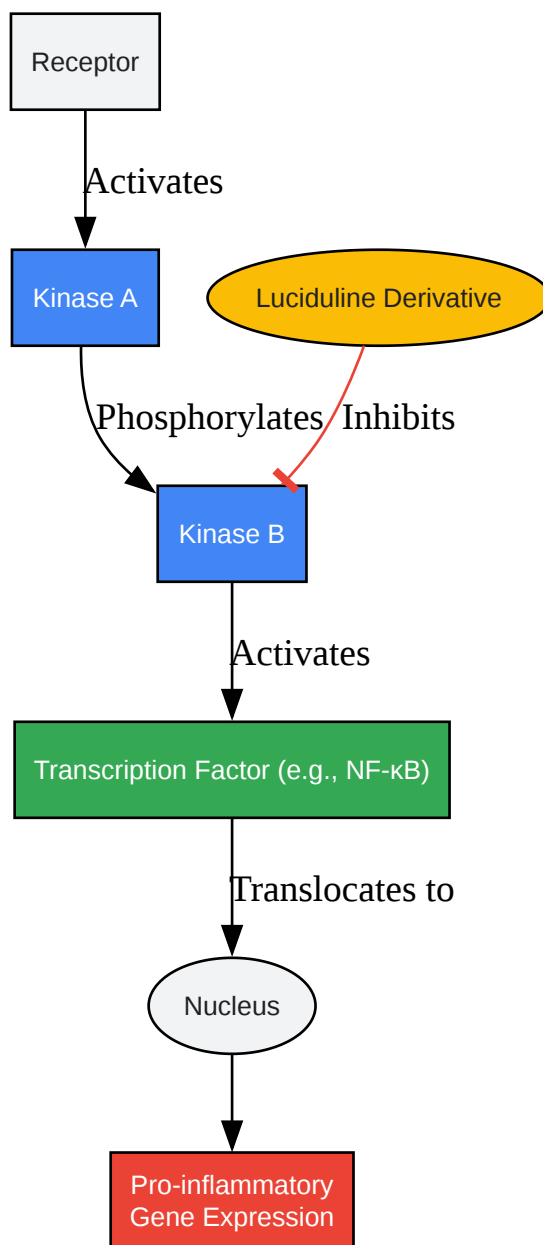 Receptor
Activates
Kinase A
Luciduline Derivative
Phosphorylates
Inhibits
Kinase B
Activates
Transcription Factor (e.g., NF-κB)
Translocates to
Nucleus
Pro-inflammatory
Gene Expression